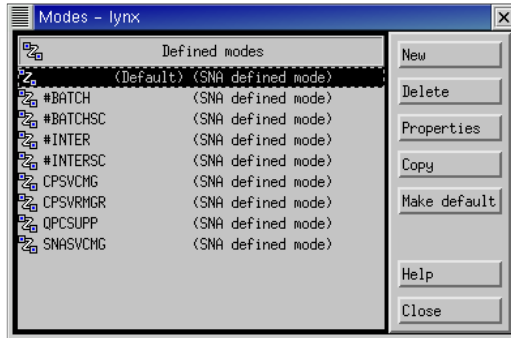 Modes - lynx
Defined modes
(Default) (SNA defined mode)
#BATCH (SNA defined mode)
#BATCHSC (SNA defined mode)
#INTER (SNA defined mode)
#INTERSC (SNA defined mode)
CPSVCMG (SNA defined mode)
CPSVRMGR (SNA defined mode)
QPCSUPP (SNA defined mode)
SNASVCMG (SNA defined mode)
New
Delete
Properties
Copy
Make default
Help
Close